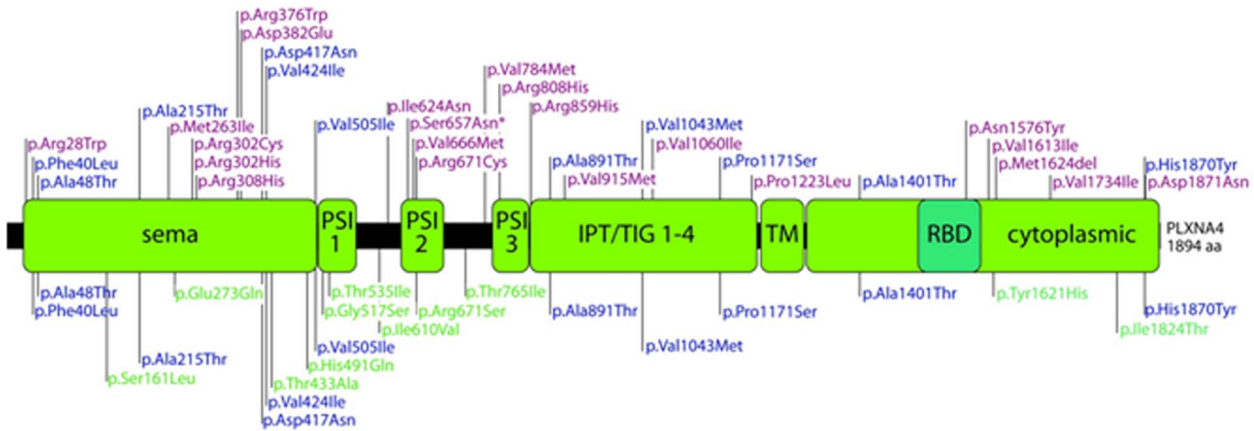 p.Arg376Trp
p.Asp382Glu
p.Asp417Asn
p.Val424Ile
p.Val784Met
p.Arg808His
p.Arg859His
p.Ala215Thr
p.Met263Ile
p.Arg302Cys
p.Arg302His
p.Arg308His
p.Val505Ile
p.Ile624Asn
p.Ser657Asn*
p.Val666Met
p.Arg671Cys
p.Arg28Trp
p.Phe40Leu
p.Ala48Thr
p.Val1043Met
p.Val1060Ile
p.Ala891Thr
p.Val915Met
p.Pro1171Ser
p.Pro1223Leu
p.Ala1401Thr
p.Asn1576Tyr
p.Val1613Ile
p.Met1624del
p.Val1734Ile
p.His1870Tyr
p.Asp1871Asn
sema
PSI
1
PSI
2
PSI
3
IPT/TIG 1-4
TM
RBD
cytoplasmic
PLXNA4
1894 aa
p.Ala48Thr
p.Phe40Leu
p.Glu273Gln
p.Thr535Ile
p.Gly517Ser
p.Ile610Val
p.Arg671Ser
p.Thr765Ile
p.Ala891Thr
p.Pro1171Ser
p.Val1043Met
p.Ala1401Thr
p.Tyr1621His
p.His1870Tyr
p.Ile1824Thr
p.Ala215Thr
p.Ser161Leu
p.Val505Ile
p.His491Gln
p.Thr433Ala
p.Val424Ile
p.Asp417Asn